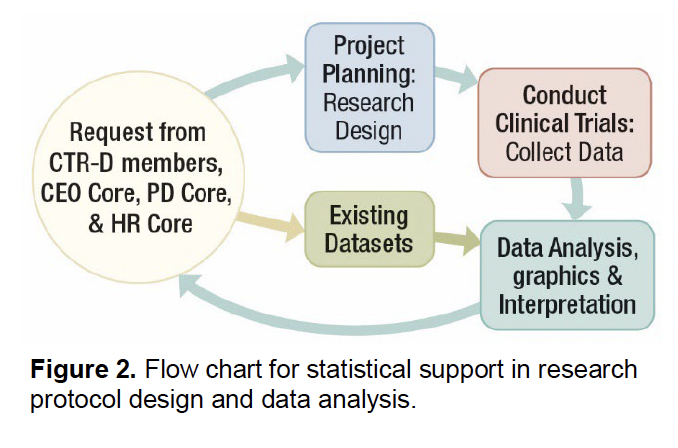 Request from
CTR-D members,
CEO Core, PD Core,
& HR Core
Project
Planning:
Research
Design
Conduct
Clinical Trials:
Collect Data
Existing
Datasets
Data Analysis,
graphics &
Interpretation
Figure 2. Flow chart for statistical support in research
protocol design and data analysis.